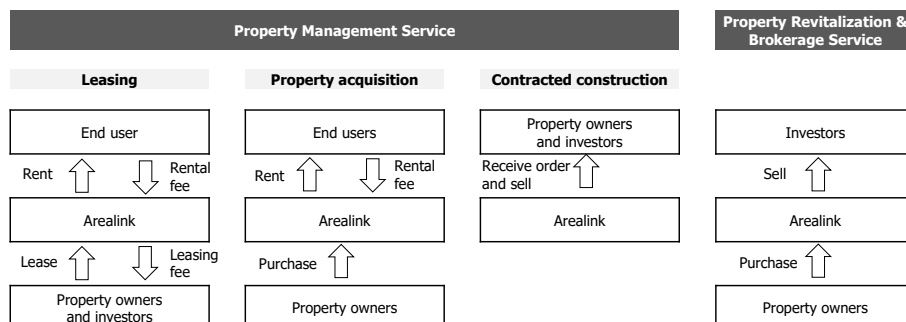 Property Management Service
Property Revitalization &
Brokerage Service
Leasing
Property acquisition
Contracted construction
End user
End users
Property owners
and investors
Investors
Rent
Rental
fee
Rent
Rental
fee
Receive order
and sell
Sell
Arealink
Arealink
Arealink
Arealink
Lease
Leasing
fee
Purchase
Purchase
Property owners
and investors
Property owners
Property owners